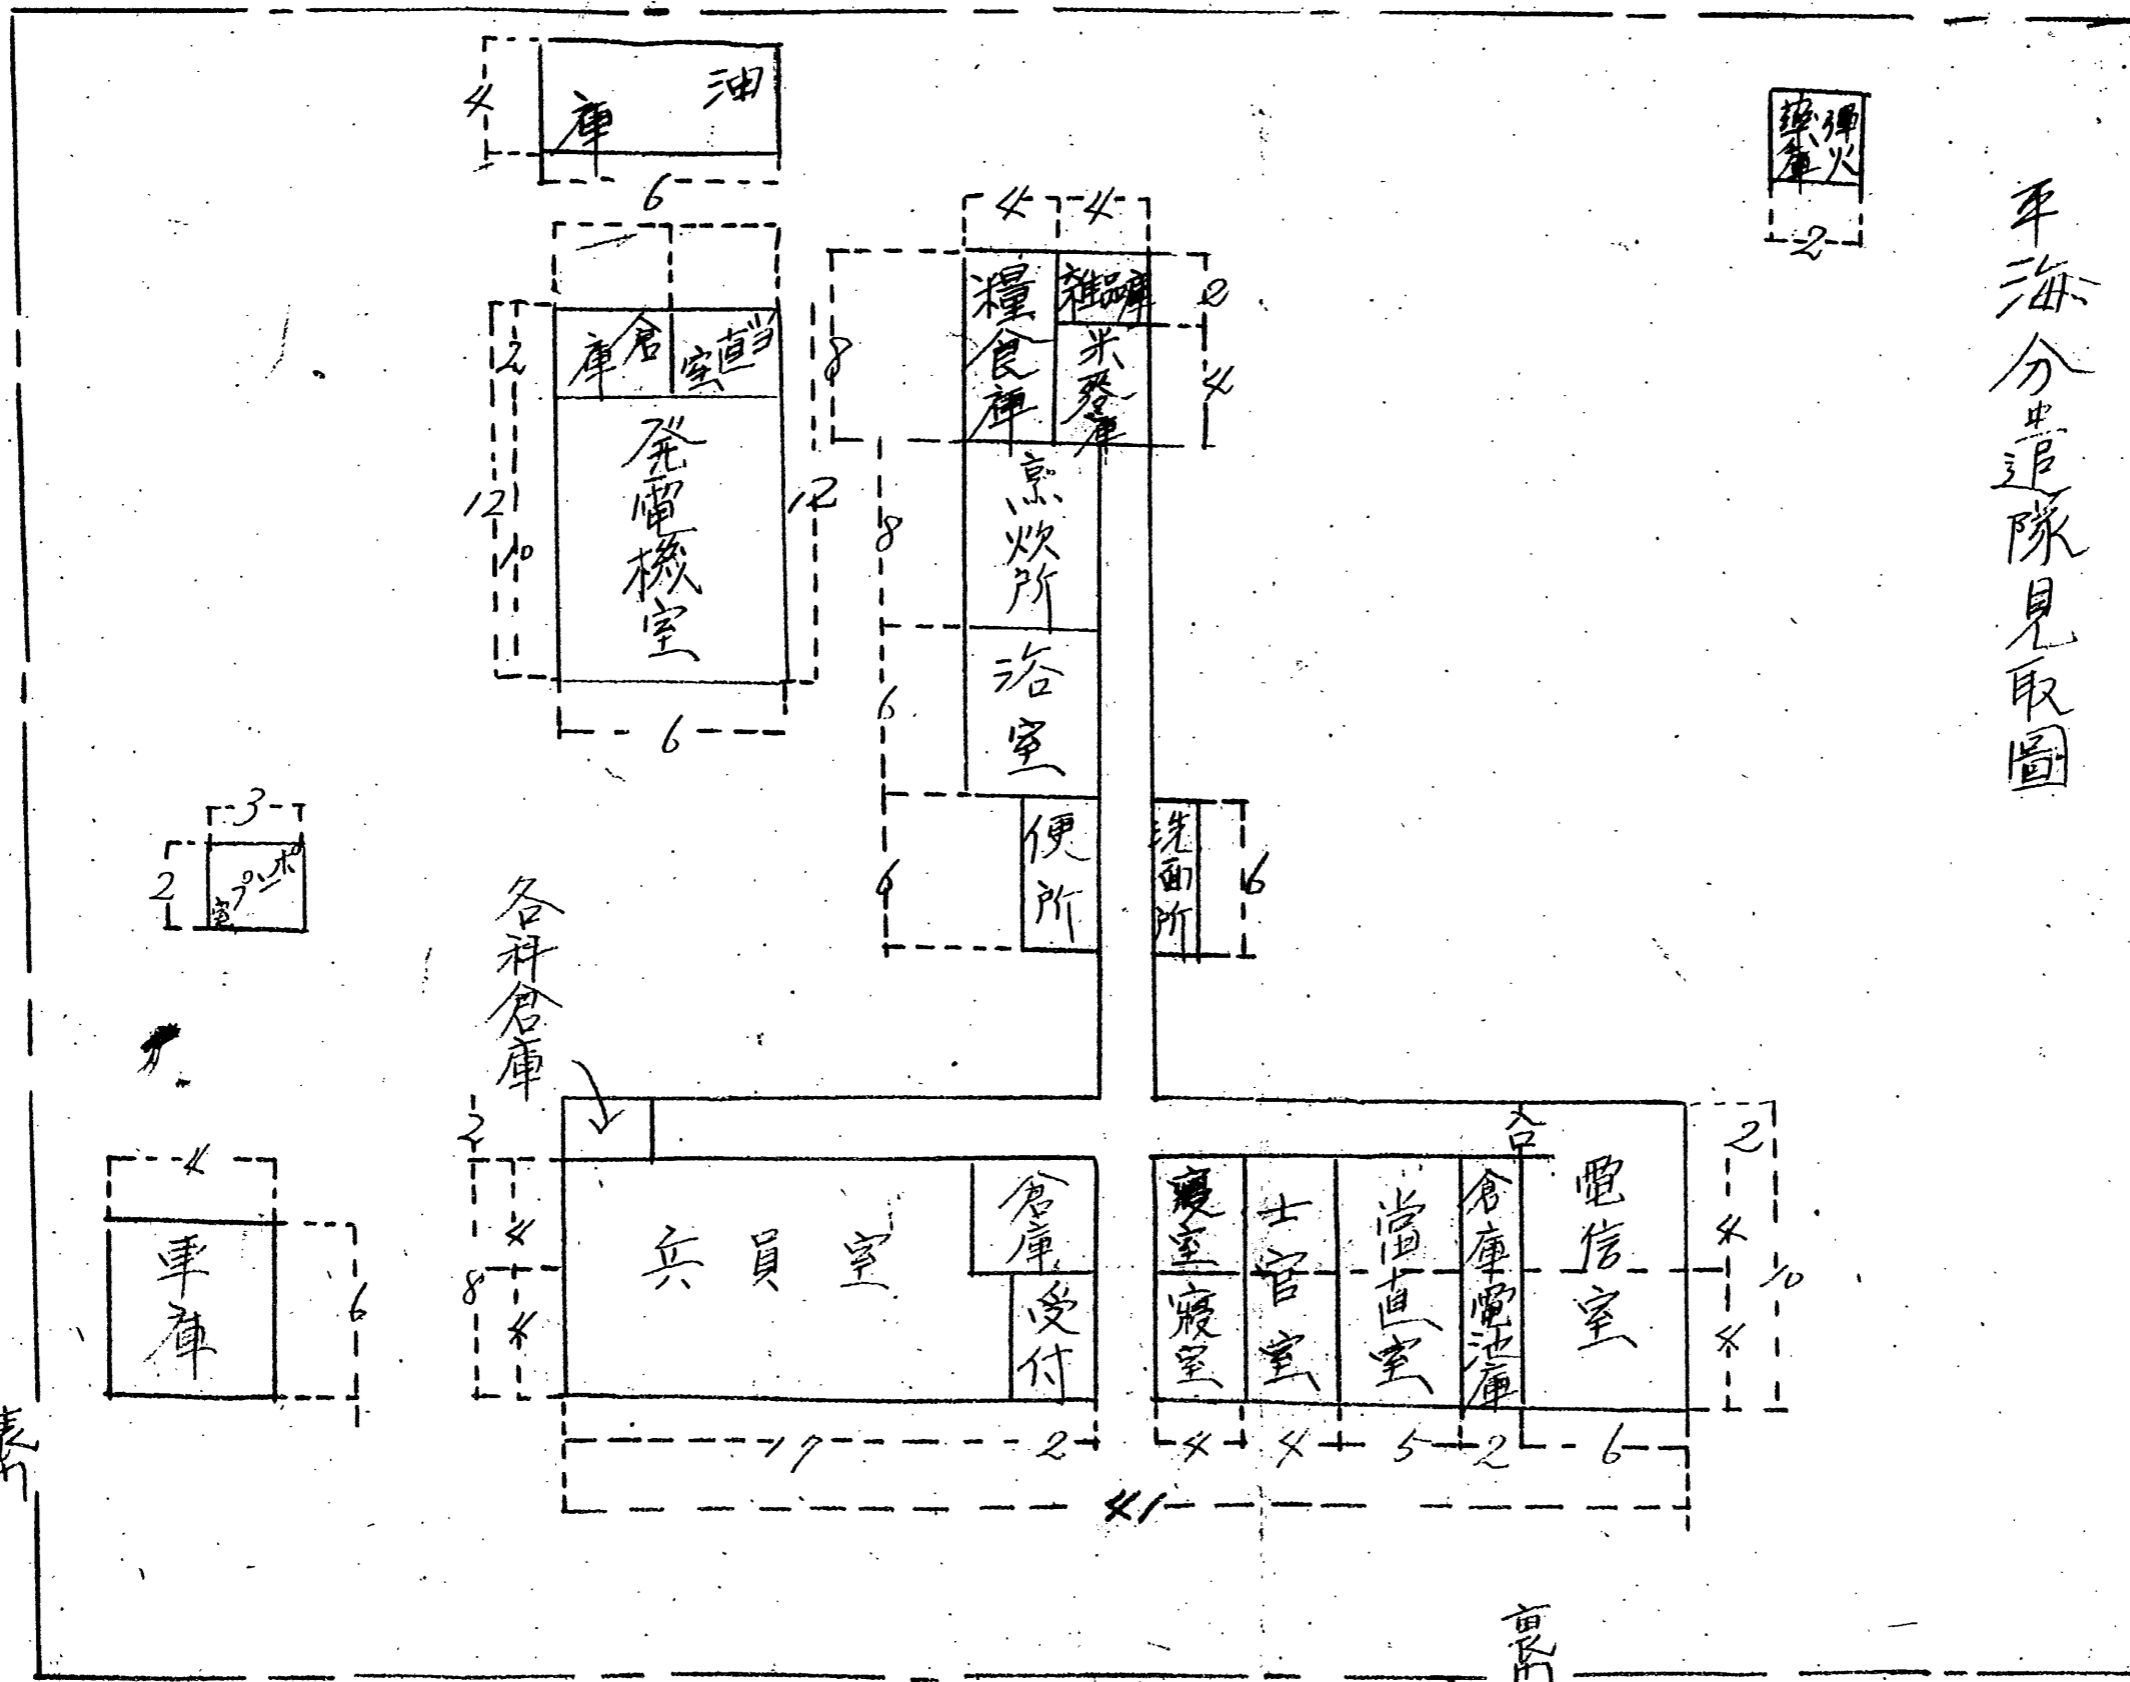 平海分遣隊見取圖
彈火藥庫
2
油庫
4
6
当直室
倉庫
発電機室
2
10
12
12
6
4
4
糧食庫
雑品庫
米麥庫
8
2
4
烹炊所
8
浴室
6
便所
6
洗面所
6
ポンプ室
3
2
各科倉庫
車庫
4
6
2
8
4
4
兵員室
倉庫
受付
寝室
寢室
士官室
當直室
倉庫
電池庫
電信室
2
4
4
10
17
2
4
4
5
2
6
41
表門
裏門